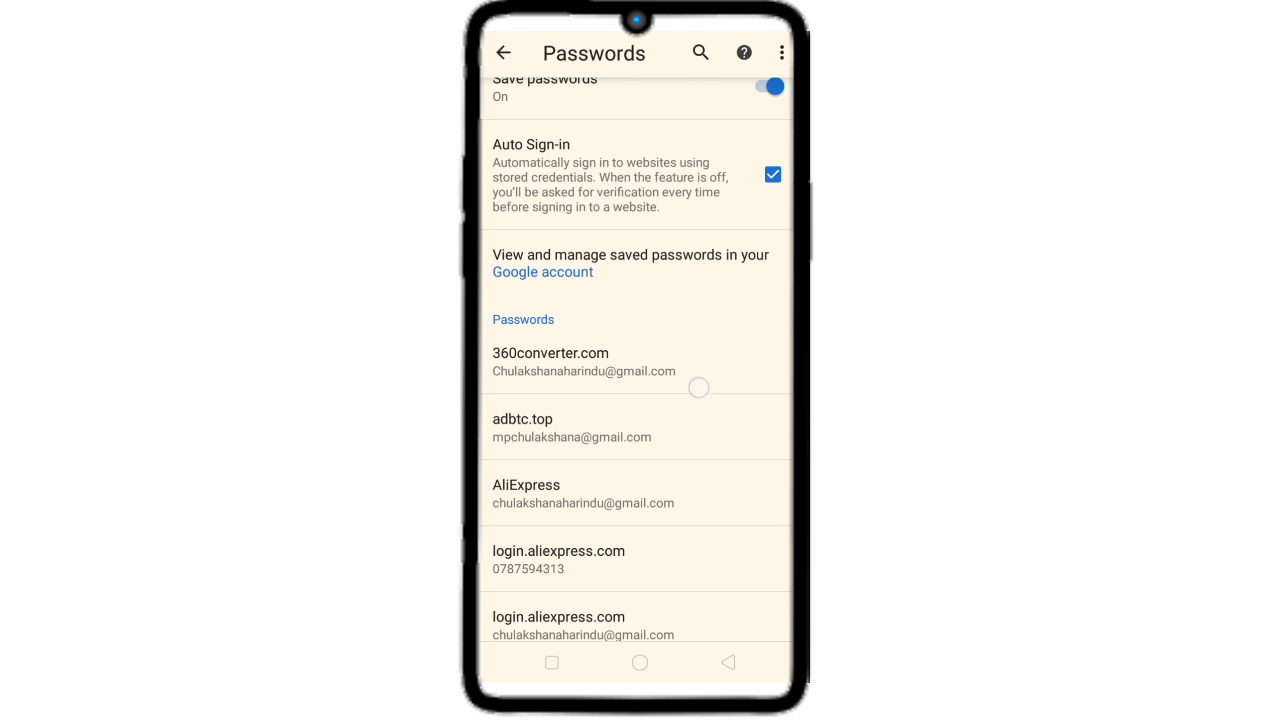 Passwords
Save passwords
On
Auto Sign-in
Automatically sign in to websites using
stored credentials. When the feature is off,
you'll be asked for verification every time
before signing in to a website.
View and manage saved passwords in your
Google account
Passwords
360converter.com
Chulakshanaharindu@gmail.com
adbtc.top
mpchulakshana@gmail.com
AliExpress
chulakshanaharindu@gmail.com
login.aliexpress.com
0787594313
login.aliexpress.com
chulakshanaharindu@gmail.com